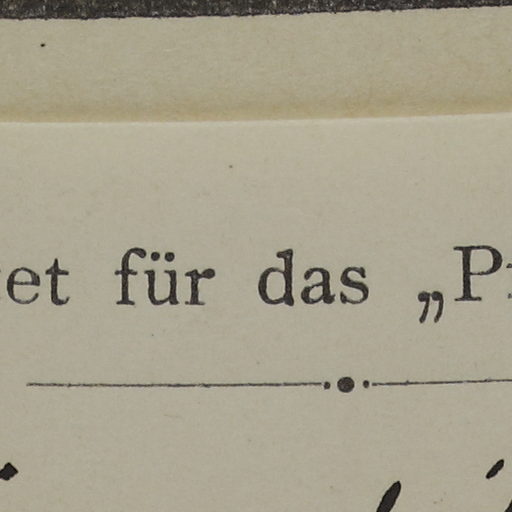 et für das „P